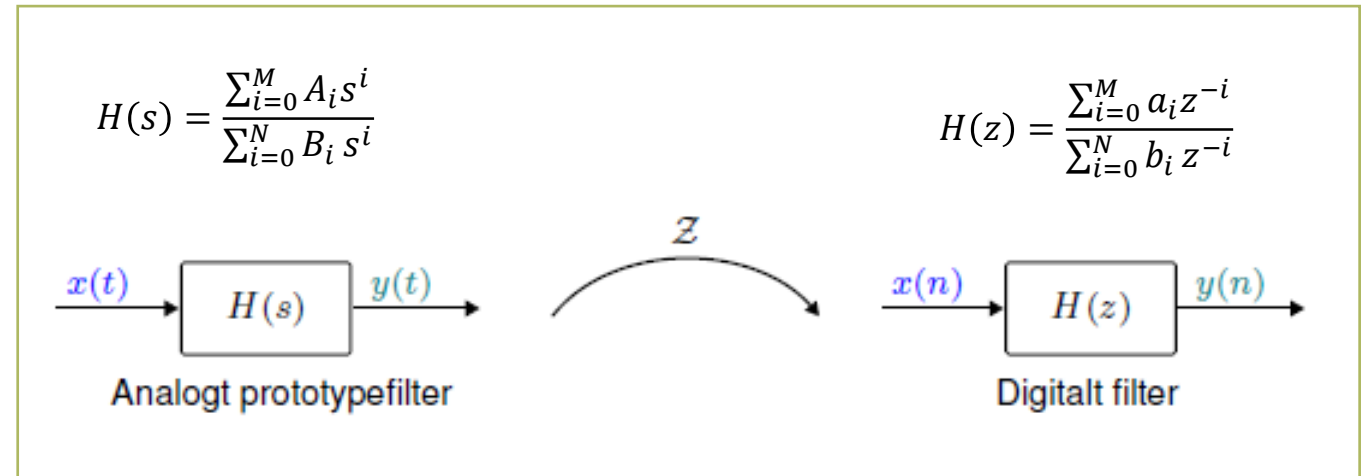 H(s) = \frac{\sum_{i=0}^{M} A_i s^i}{\sum_{i=0}^{N} B_i s^i}
H(z) = \frac{\sum_{i=0}^{M} a_i z^{-i}}{\sum_{i=0}^{N} b_i z^{-i}}
𝒵
x(t) H(s) y(t)
x(n) H(z) y(n)
Analogt prototypefilter
Digitalt filter